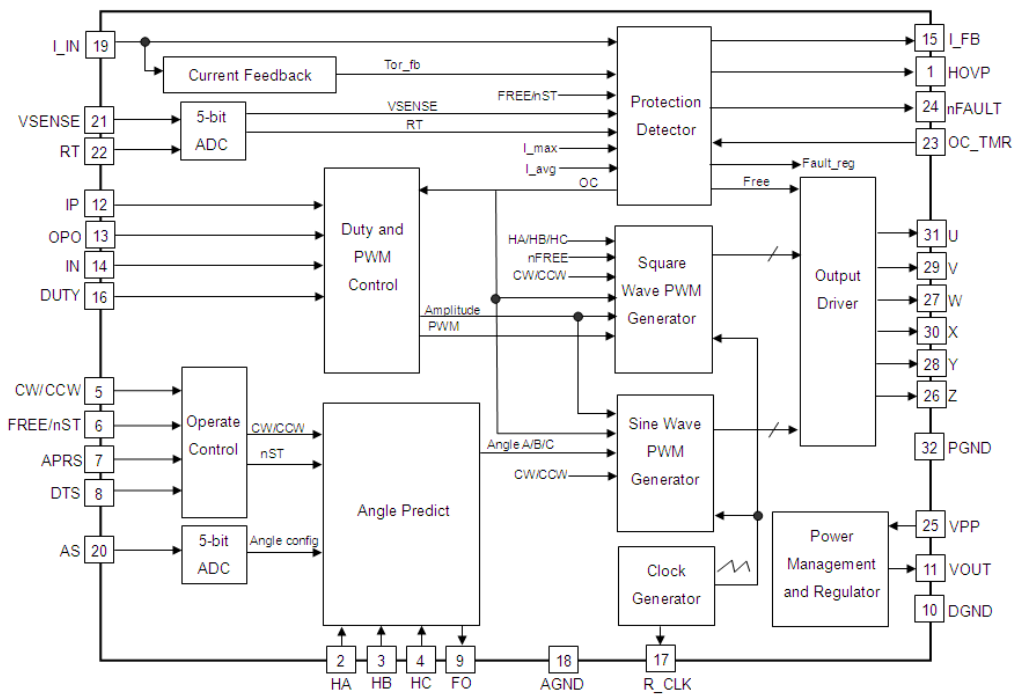 I_IN 19
Current Feedback
Tor_fb
VSENSE 21
RT 22
5-bit
ADC
VSENSE
RT
FREE/nST
I_max
I_avg
OC
Protection
Detector
15 I_FB
1 HOVP
24 nFAULT
23 OC_TMR
Fault_reg
Free
IP 12
OPO 13
IN 14
DUTY 16
Duty and
PWM
Control
Amplitude
PWM
HA/HB/HC
nFREE
CW/CCW
Square
Wave PWM
Generator
Output
Driver
31 U
29 V
27 W
30 X
28 Y
26 Z
32 PGND
CW/CCW 5
FREE/nST 6
APRS 7
DTS 8
Operate
Control
CW/CCW
nST
AS 20
5-bit
ADC
Angle config
Angle Predict
Angle A/B/C
CW/CCW
Sine Wave
PWM
Generator
Clock
Generator
Power
Management
and Regulator
25 VPP
11 VOUT
10 DGND
2 3 4 9 18 17
HA HB HC FO AGND R_CLK